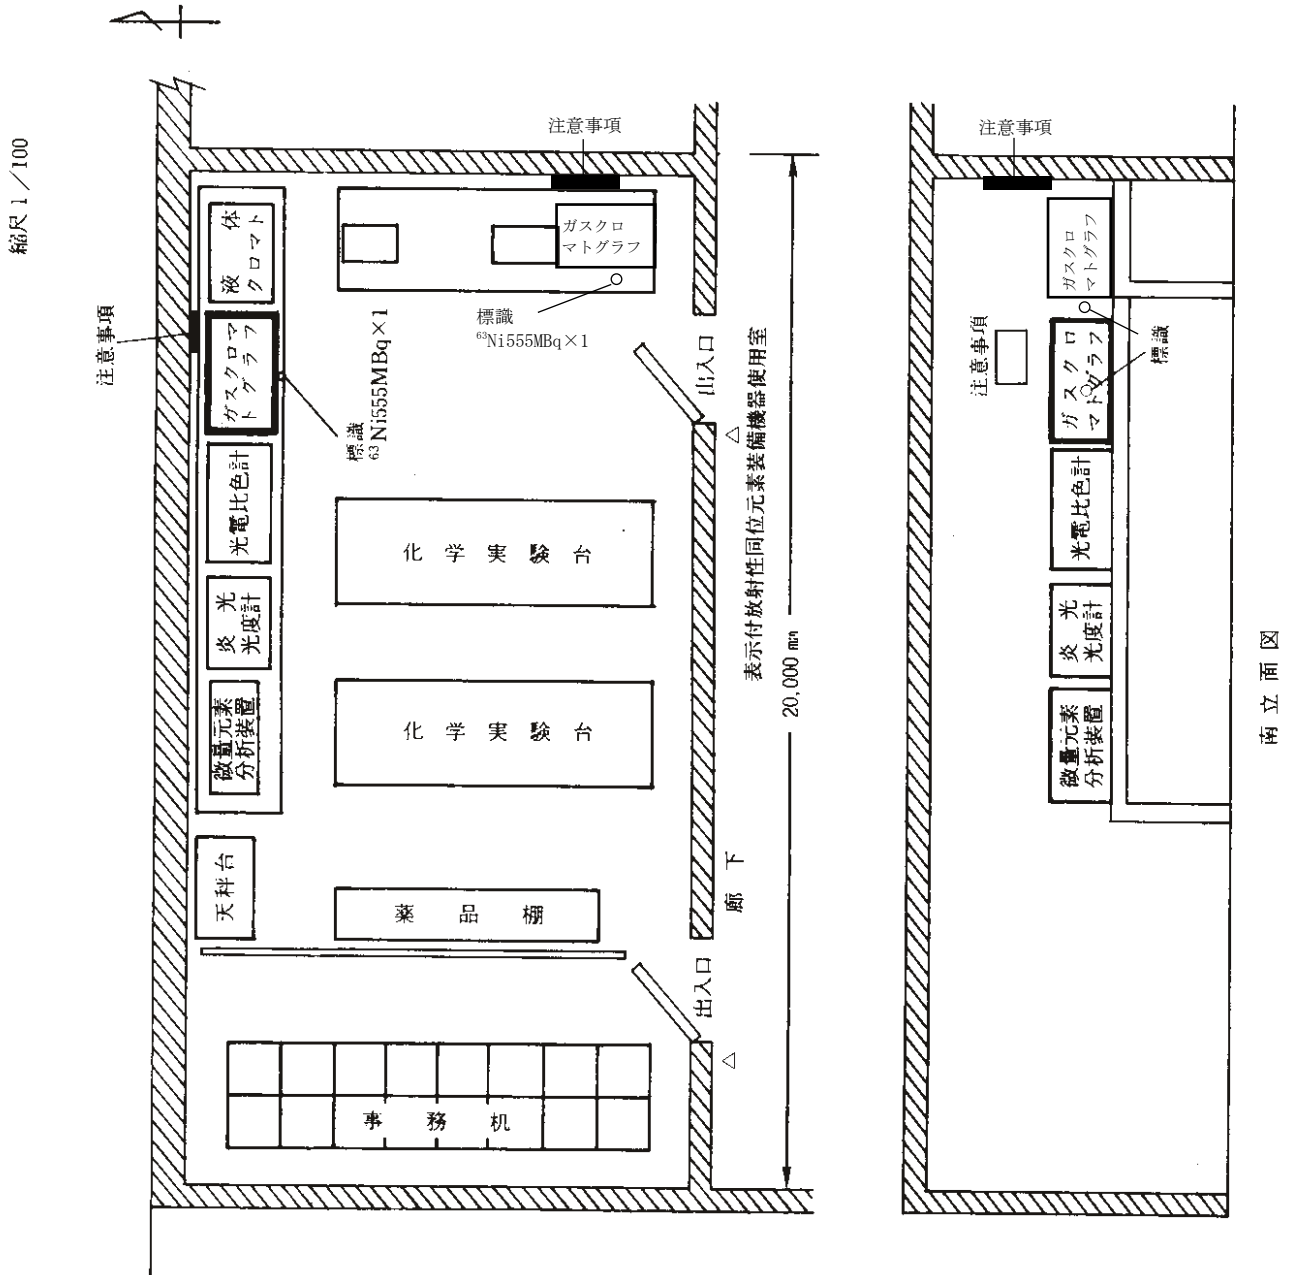 縮尺1／100
注意事項
注意事項
液体
クロマト
ガスクロマ
トグラフ
光電比色計
炎光
光度計
微量元素
分析装置
天秤台
ガスクロ
マトグラフ
標識
⁶³Ni555MBq×1
標識
⁶³Ni555MBq×1
化学実験台
化学実験台
薬品棚
事務机
出入口
出入口
廊下
表示付放射性同位元素装備機器使用室
20,000㎜
注意事項
注意事項
ガスクロ
マトグラフ
ガスクロ
マトグラフ
標識
光電比色計
炎光
光度計
微量元素
分析装置
南立面図